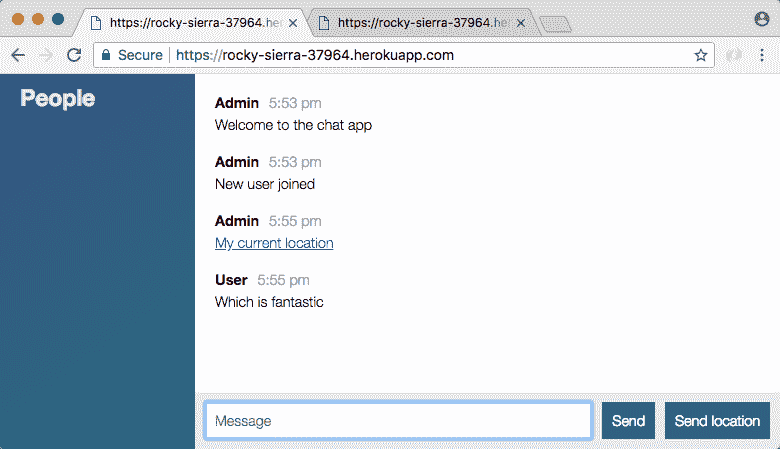 https://rocky-sierra-37964.her
https://rocky-sierra-37964.her
Secure https://rocky-sierra-37964.herokuapp.com
People
Admin 5:53 pm
Welcome to the chat app
Admin 5:53 pm
New user joined
Admin 5:55 pm
My current location
User 5:55 pm
Which is fantastic
Message Send Send location